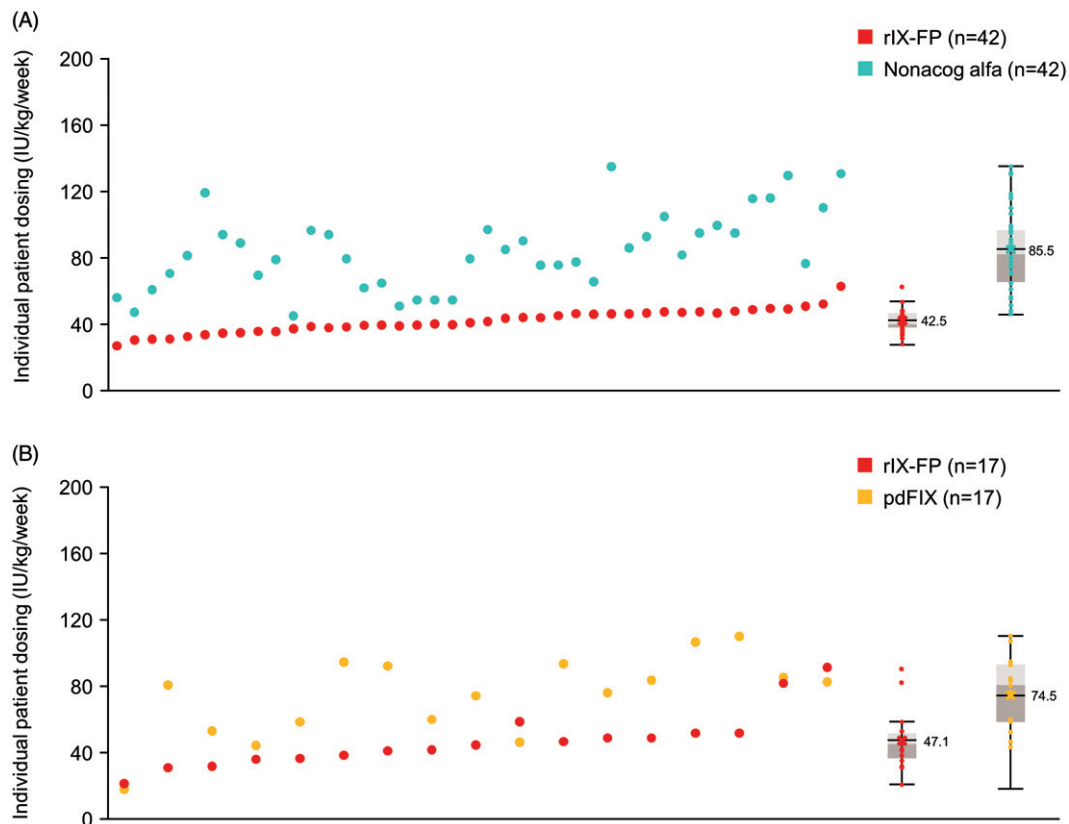 (A)
rIX-FP (n=42)
Nonacog alfa (n=42)
Individual patient dosing (IU/kg/week)
200
160
120
80
40
0
42.5
85.5
(B)
rIX-FP (n=17)
pdFIX (n=17)
Individual patient dosing (IU/kg/week)
200
160
120
80
40
0
47.1
74.5